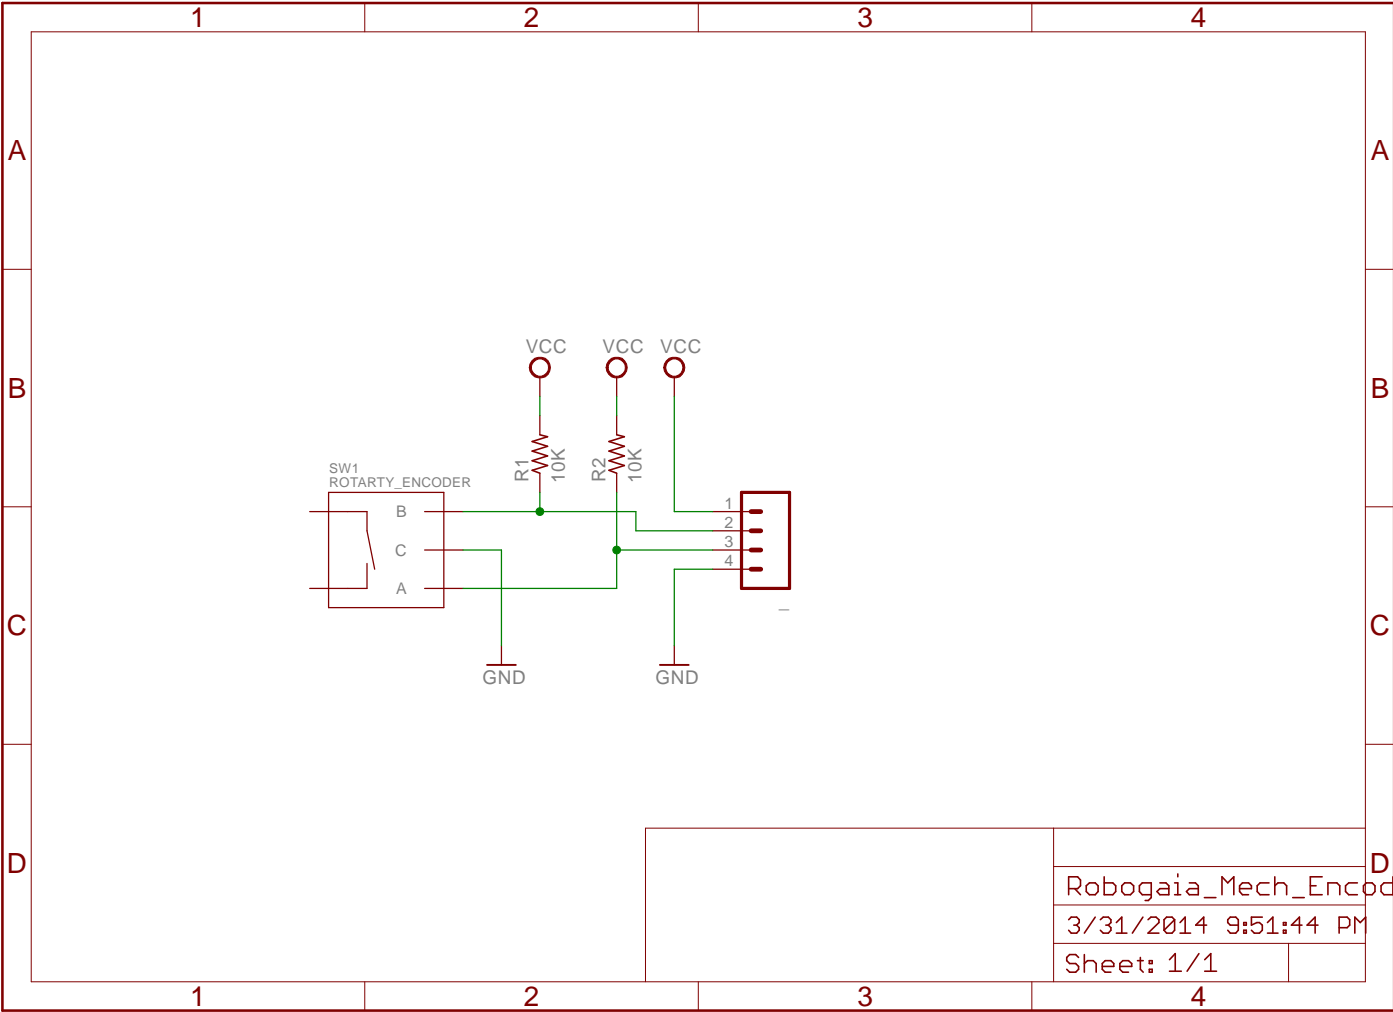 1 2 3 4
A A
VCC VCC VCC
B B
R1 10K R2 10K
SW1
ROTARTY_ENCODER
B 1
2
C 3
A 4
C C
GND GND
D D
Robogaia_Mech_Encod
3/31/2014 9:51:44 PM
Sheet: 1/1
1 2 3 4